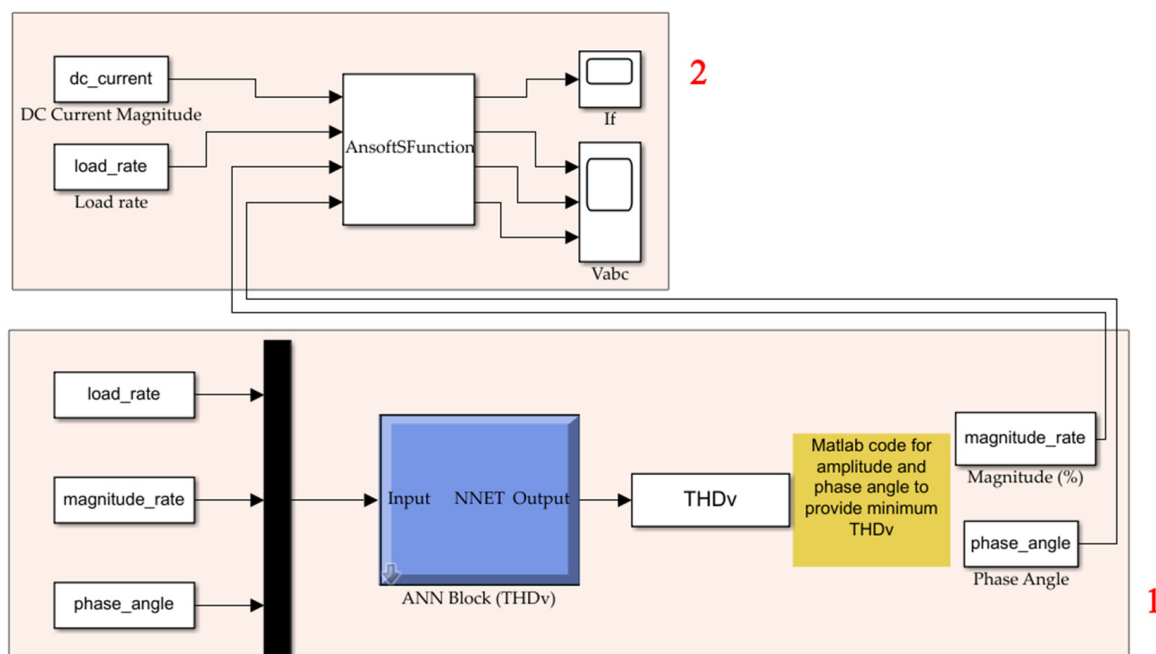 2
dc_current
DC Current Magnitude
load_rate
Load rate
AnsoftSFunction
If
Vabc
load_rate
magnitude_rate
phase_angle
Input
NNET
Output
ANN Block (THDv)
THDv
Matlab code for
amplitude and
phase angle to
provide minimum
THDv
magnitude_rate
Magnitude (%)
phase_angle
Phase Angle
1